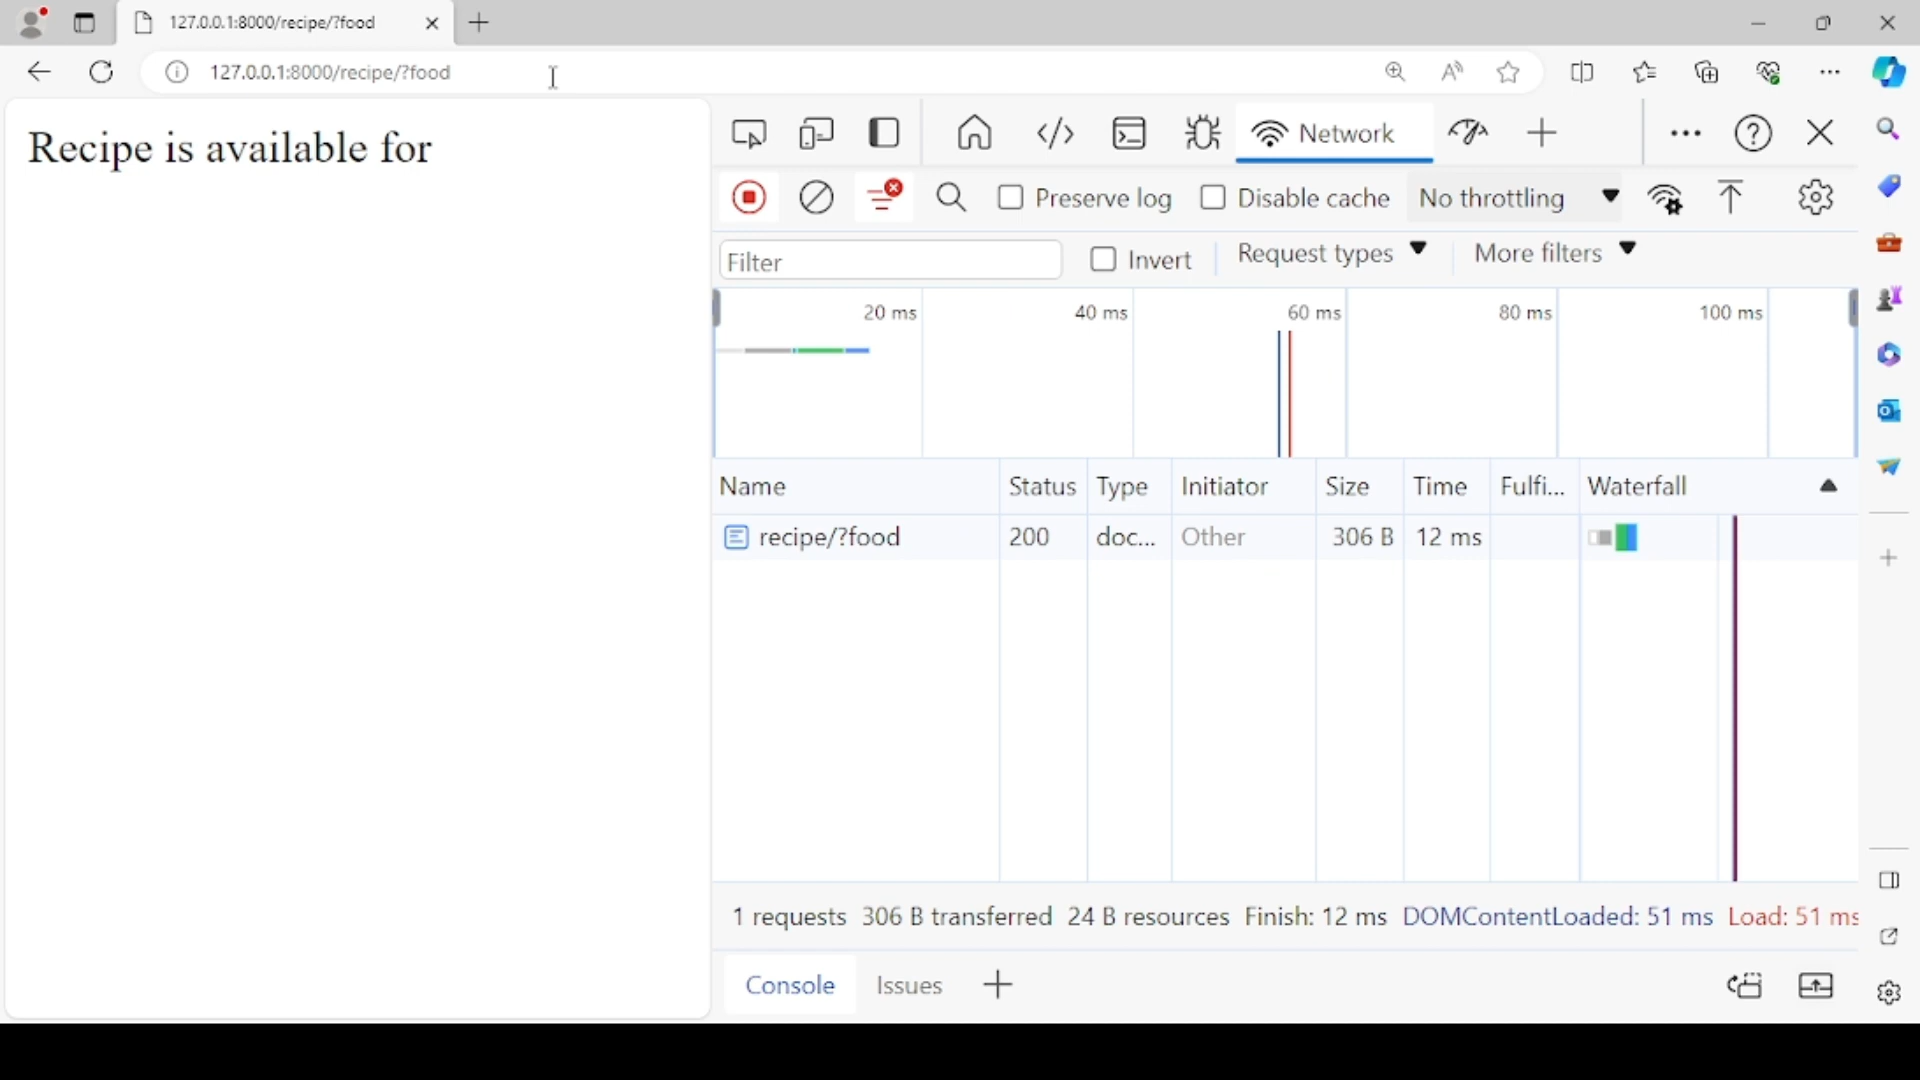 127.0.0.1:8000/recipe/?food
127.0.0.1:8000/recipe/?food
Recipe is available for
Network
Preserve log
Disable cache
No throttling
Filter
Invert
Request types
More filters
20 ms
40 ms
60 ms
80 ms
100 ms
Name Status Type Initiator Size Time Fulfi... Waterfall
recipe/?food 200 doc... Other 306 B 12 ms
1 requests 306 B transferred 24 B resources Finish: 12 ms DOMContentLoaded: 51 ms Load: 51 ms
Console Issues